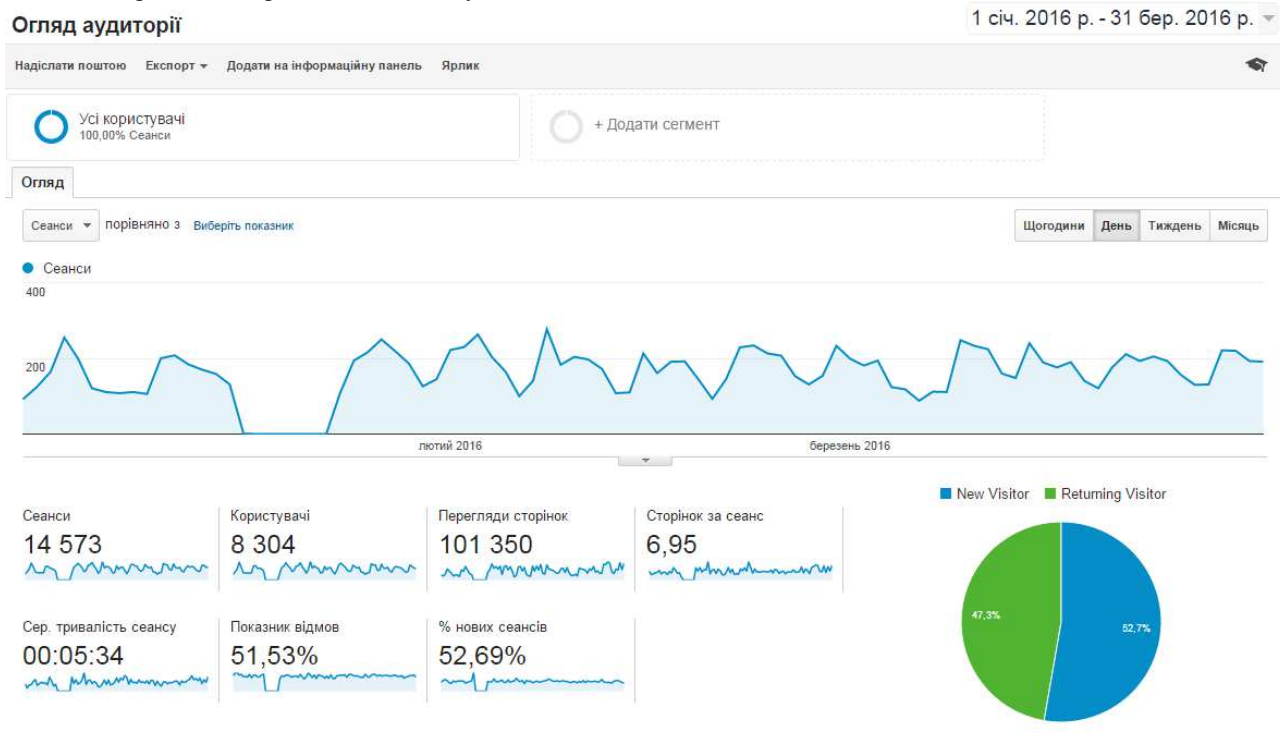 Огляд аудиторії
1 січ. 2016 р. - 31 бер. 2016 р.
Надіслати поштою Експорт Додати на інформаційну панель Ярлик
Усі користувачі
100,00% Сеанси
+ Додати сегмент
Огляд
Сеанси порівняно з Виберіть показник
Щогодини День Тиждень Місяць
Сеанси
400
200
лютий 2016 березень 2016
New Visitor Returning Visitor
Сеанси Користувачі Перегляди сторінок Сторінок за сеанс
14 573 8 304 101 350 6,95
47,3% 52,7%
Сер. тривалість сеансу Показник відмов % нових сеансів
00:05:34 51,53% 52,69%